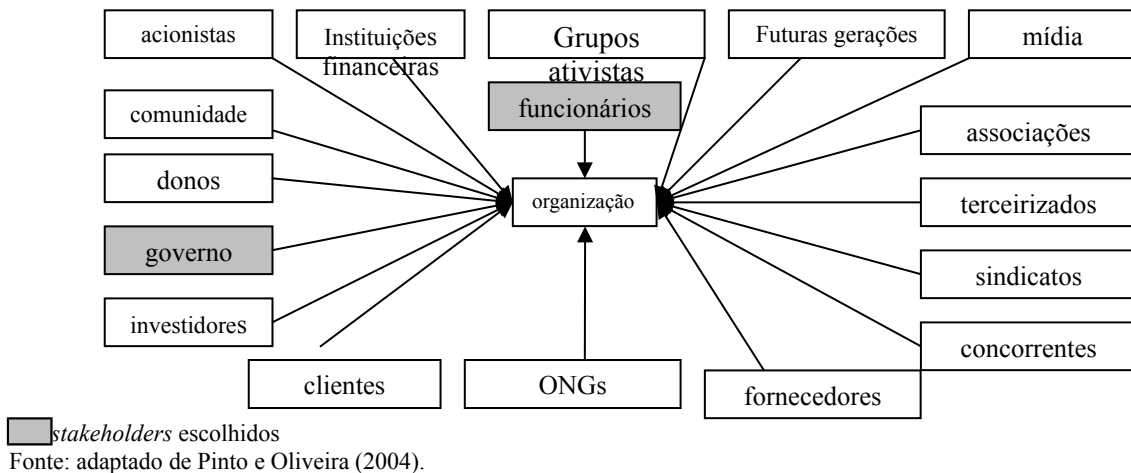 acionistas
Instituições
financeiras
Grupos
ativistas
Futuras gerações
mídia
funcionários
comunidade
associações
donos
organização
terceirizados
governo
sindicatos
investidores
concorrentes
clientes
ONGs
fornecedores
stakeholders escolhidos
Fonte: adaptado de Pinto e Oliveira (2004).